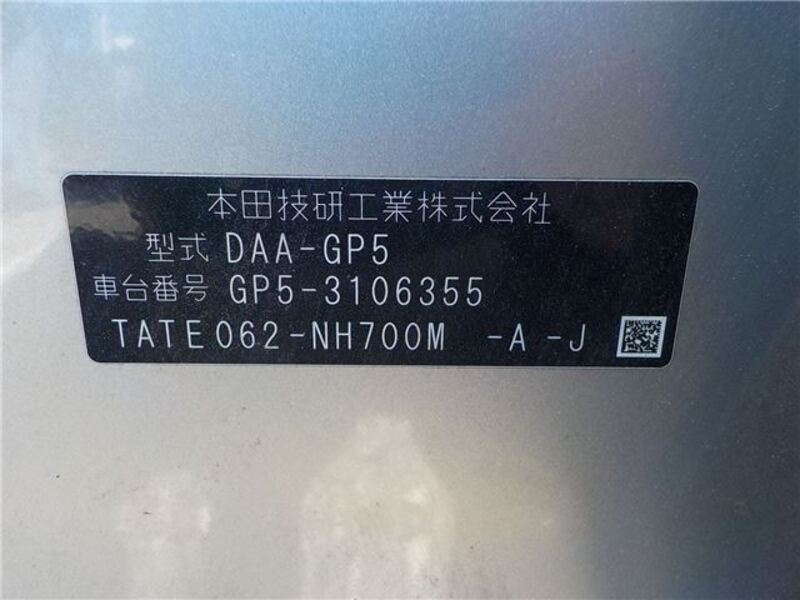 本田技研工業株式会社
型式 DAA-GP5
車台番号 GP5-3106355
TATE062-NH700M -A -J